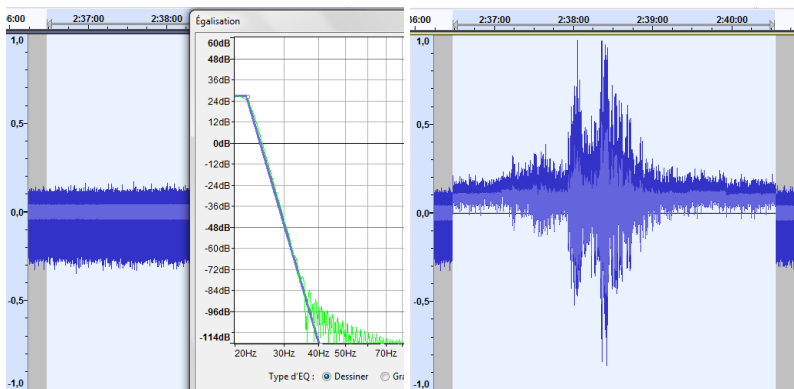 6:00 2:37:00 2:38:00
1,0
0,5-
0,0-
-0,5-
-1,0
Égalisation
60dB
48dB
36dB
24dB
12dB
0dB
-12dB
-24dB
-36dB
-48dB
-60dB
-72dB
-84dB
-96dB
-114dB
20Hz 30Hz 40Hz 50Hz 70Hz
Type d'EQ : Dessiner Gra
36:00 2:37:00 2:38:00 2:39:00 2:40:00
1,0
0,5-
0,0-
-0,5-
-1,0